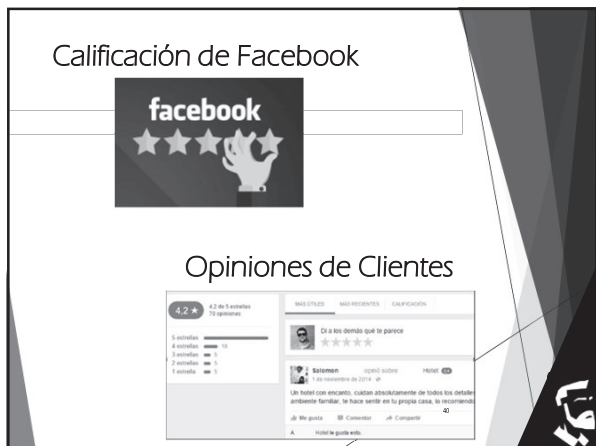 Calificación de Facebook
facebook
Opiniones de Clientes
4,2 ★
4.2 de 5 estrellas
70 opiniones
5 estrellas
4 estrellas 10
3 estrellas 5
2 estrellas 5
1 estrella 5
MÁS ÚTILES MÁS RECIENTES CALIFICACIÓN
Di a los demás qué te parece
Salomon opinó sobre Hotel
1 de noviembre de 2014
Un hotel con encanto, cuidan absolutamente de todos los detalles
ambiente familiar, te hace sentir en tu propia casa, lo recomiendo
40
Me gusta Comentar Compartir
A Hotel le gusta esto.